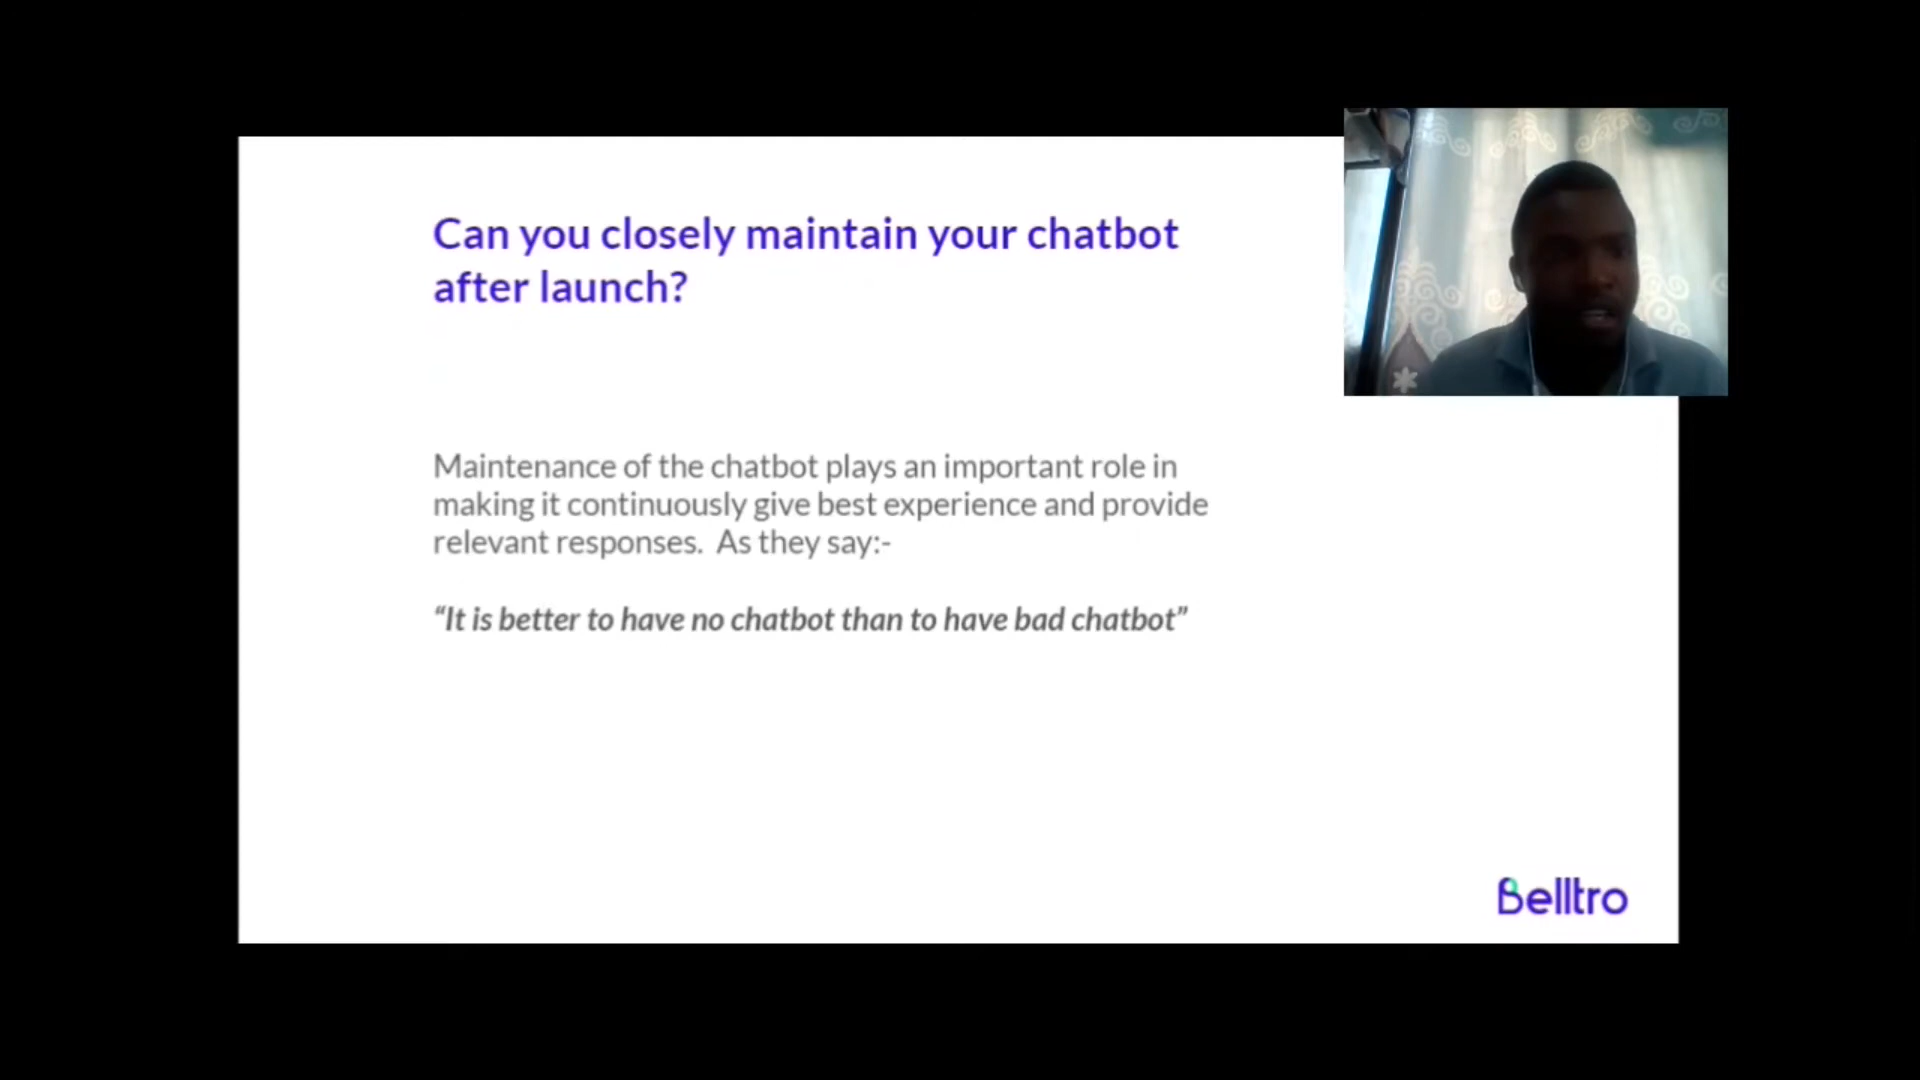 Can you closely maintain your chatbot
after launch?
Maintenance of the chatbot plays an important role in
making it continuously give best experience and provide
relevant responses.  As they say:-
“It is better to have no chatbot than to have bad chatbot”
Belltro